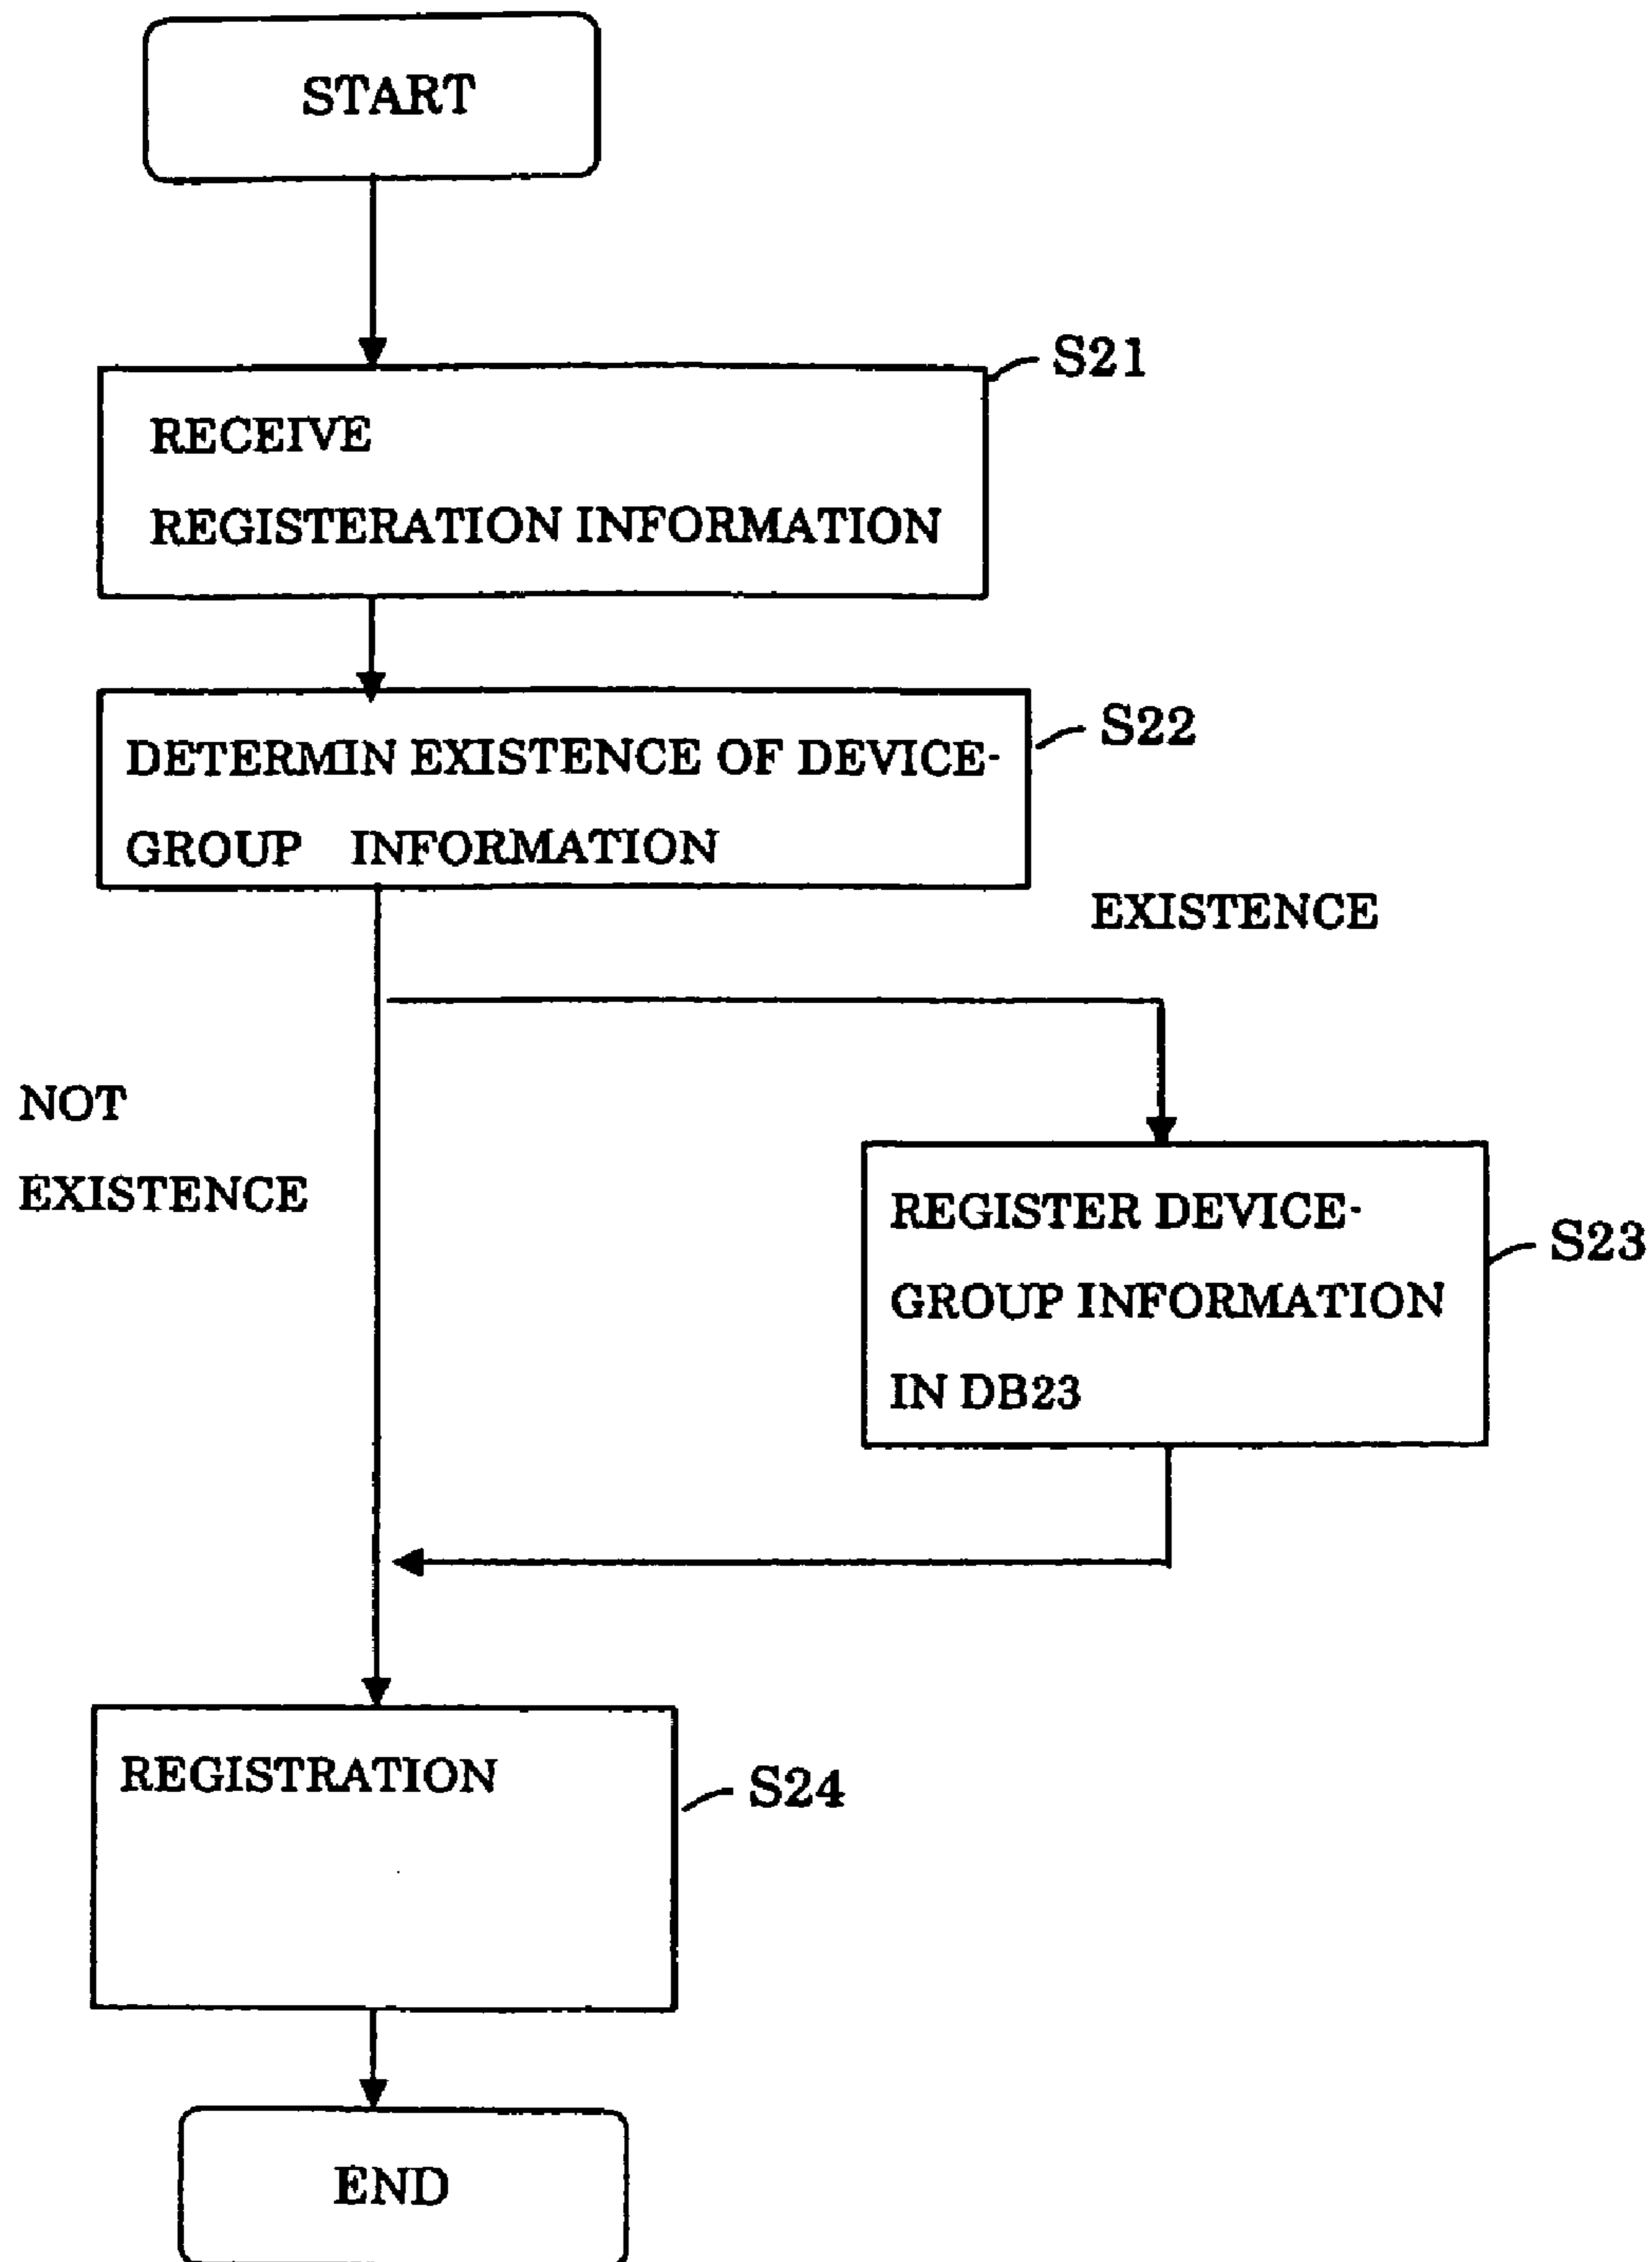 START
S21
RECEIVE
REGISTERATION INFORMATION
S22
DETERMIN EXISTENCE OF DEVICE-
GROUP INFORMATION
EXISTENCE
NOT
EXISTENCE
REGISTER DEVICE-
GROUP INFORMATION
IN DB23
S23
REGISTRATION
S24
END